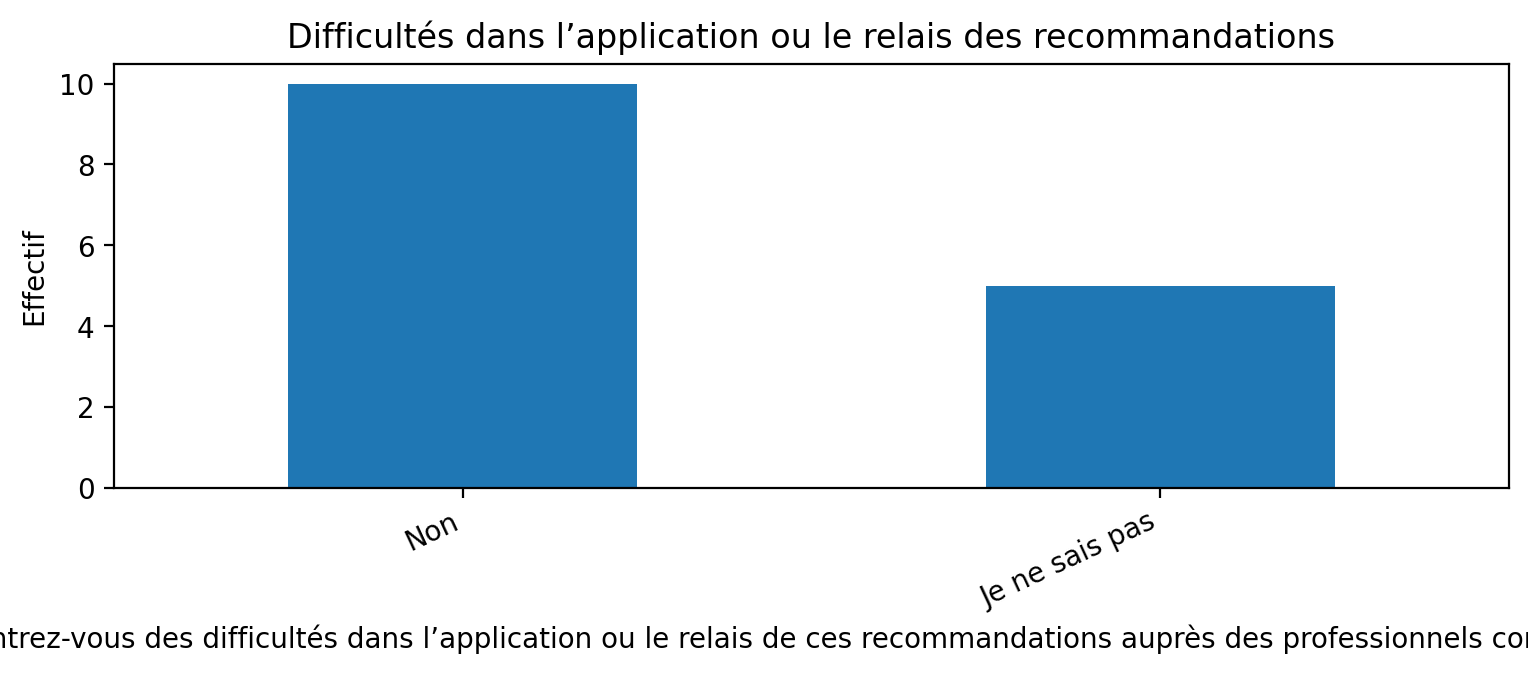 Difficultés dans l’application ou le relais des recommandations
10
8
6
4
2
0
Effectif
Non
Je ne sais pas
ntrez-vous des difficultés dans l’application ou le relais de ces recommandations auprès des professionnels